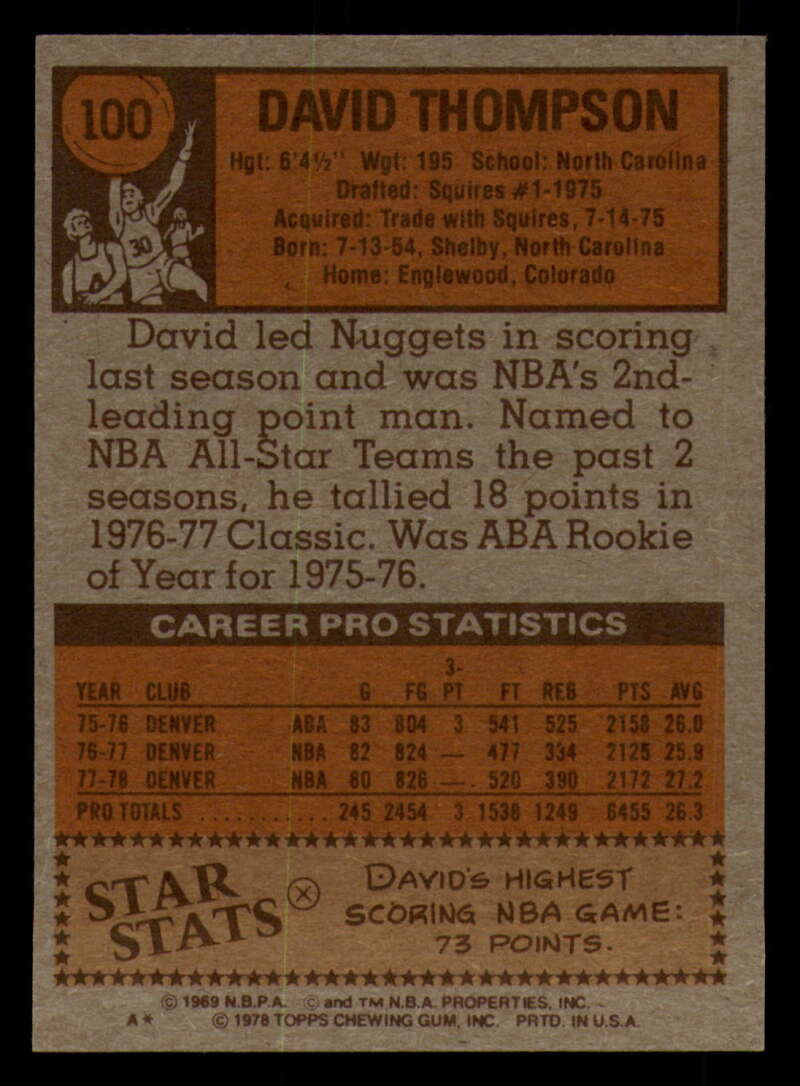 100
30
DAVID THOMPSON
Hgt: 6'4½" Wgt: 195 School: North Carolina
Drafted: Squires #1-1975
Acquired: Trade with Squires, 7-14-75
Born: 7-13-54, Shelby, North Carolina
Home: Englewood, Colorado
David led Nuggets in scoring
last season and was NBA's 2nd-
leading point man. Named to
NBA All-Star Teams the past 2
seasons, he tallied 18 points in
1976-77 Classic. Was ABA Rookie
of Year for 1975-76.
CAREER PRO STATISTICS
YEAR CLUB G FG 3-PT FT REB PTS AVG
75-76 DENVER ABA 83 804 3 541 525 2158 26.0
76-77 DENVER NBA 82 824 — 477 334 2125 25.9
77-78 DENVER NBA 80 826 — 520 390 2172 27.2
PRO TOTALS ............ 245 2454 3 1538 1249 6455 26.3
STAR
STATS
DAVID'S HIGHEST
SCORING NBA GAME:
73 POINTS.
© 1969 N.B.P.A. © and TM N.B.A. PROPERTIES, INC.
A* © 1978 TOPPS CHEWING GUM, INC. PRTD. IN U.S.A.